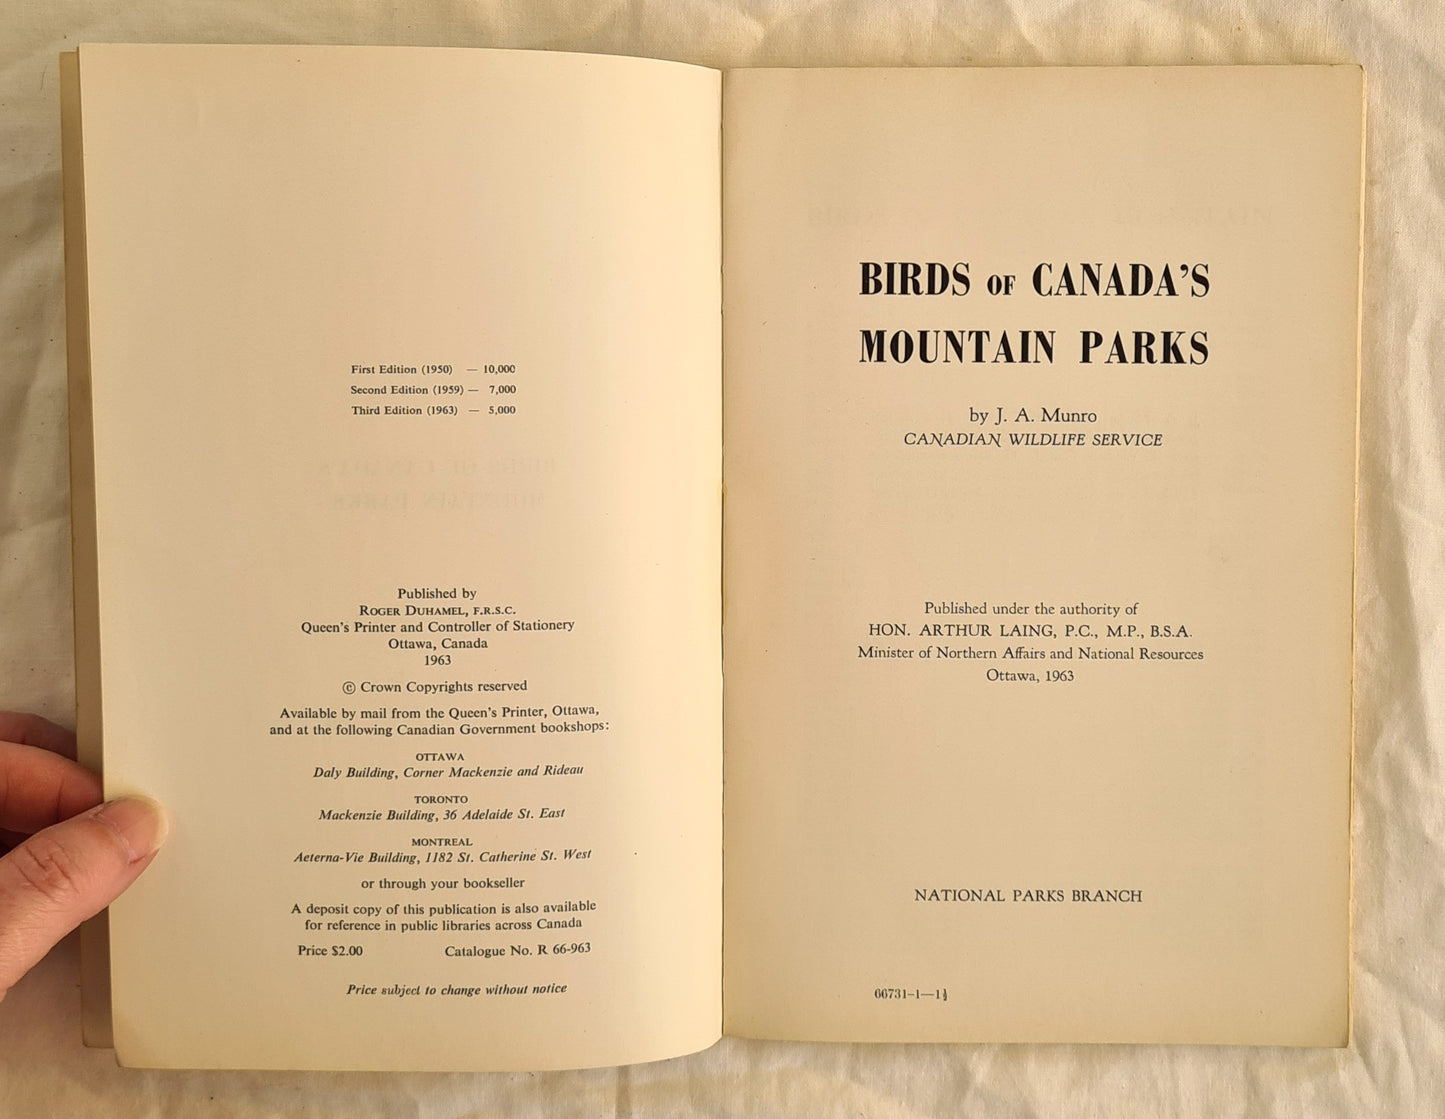 First Edition (1950) — 10,000
Second Edition (1959) — 7,000
Third Edition (1963) — 5,000
Published by
ROGER DUHAMEL, F.R.S.C.
Queen's Printer and Controller of Stationery
Ottawa, Canada
1963
© Crown Copyrights reserved
Available by mail from the Queen's Printer, Ottawa,
and at the following Canadian Government bookshops:
OTTAWA
Daly Building, Corner Mackenzie and Rideau
TORONTO
Mackenzie Building, 36 Adelaide St. East
MONTREAL
Aeterna-Vie Building, 1182 St. Catherine St. West
or through your bookseller
A deposit copy of this publication is also available
for reference in public libraries across Canada
Price $2.00 Catalogue No. R 66-963
Price subject to change without notice
BIRDS OF CANADA'S
MOUNTAIN PARKS
by J. A. Munro
CANADIAN WILDLIFE SERVICE
Published under the authority of
HON. ARTHUR LAING, P.C., M.P., B.S.A.
Minister of Northern Affairs and National Resources
Ottawa, 1963
NATIONAL PARKS BRANCH
66731-1—1½